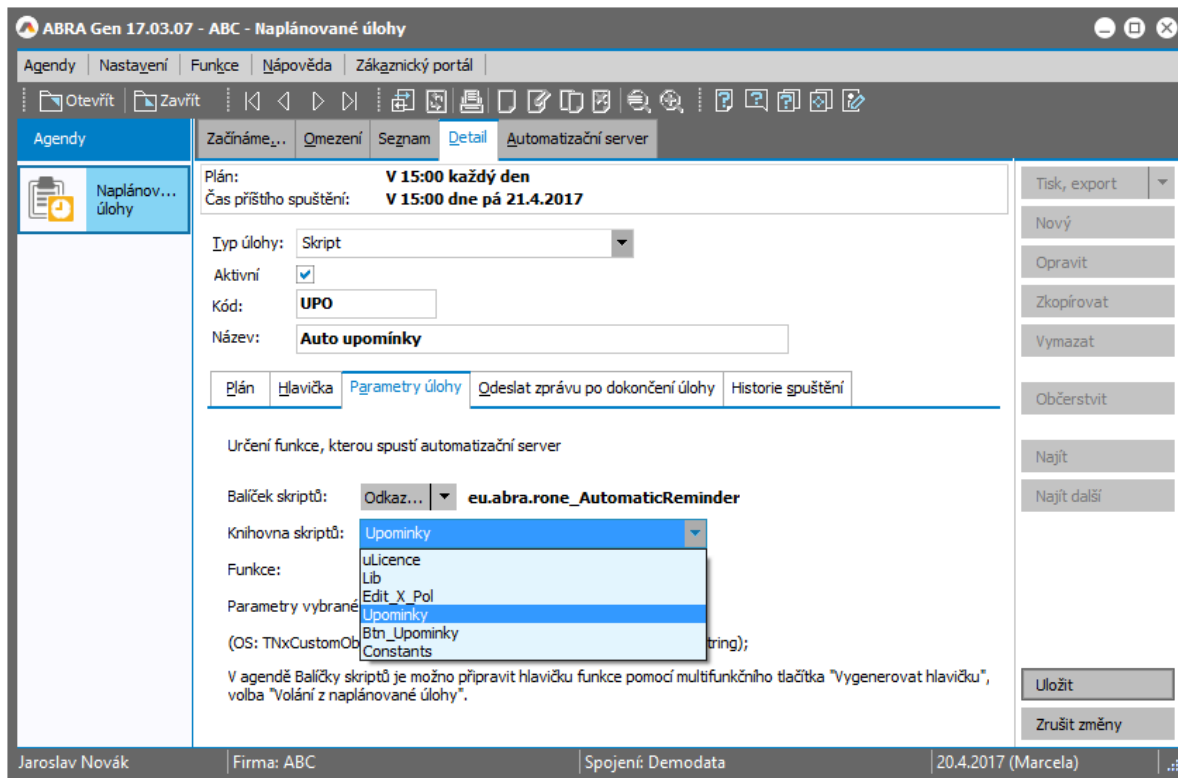 ABRA Gen 17.03.07 - ABC - Naplánované úlohy
Agendy Nastavení Funkce Nápověda Zákaznický portál
Otevřít Zavřít
Agendy
Naplánov...
úlohy
Začínáme... Omezení Seznam Detail Automatizační server
Plán: V 15:00 každý den
Čas příštího spuštění: V 15:00 dne pá 21.4.2017
Typ úlohy: Skript
Aktivní
Kód: UPO
Název: Auto upomínky
Plán Hlavička Parametry úlohy Odeslat zprávu po dokončení úlohy Historie spuštění
Určení funkce, kterou spustí automatizační server
Balíček skriptů: Odkaz... eu.abra.rone_AutomaticReminder
Knihovna skriptů: Upominky
Funkce:
uLicence
Lib
Edit_X_Pol
Upominky
Btn_Upominky
Constants
Parametry vybrané
(OS: TNxCustomOb tring);
V agendě Balíčky skriptů je možno připravit hlavičku funkce pomocí multifunkčního tlačítka "Vygenerovat hlavičku",
volba "Volání z naplánované úlohy".
Tisk, export
Nový
Opravit
Zkopírovat
Vymazat
Občerstvit
Najít
Najít další
Uložit
Zrušit změny
Jaroslav Novák Firma: ABC Spojení: Demodata 20.4.2017 (Marcela)